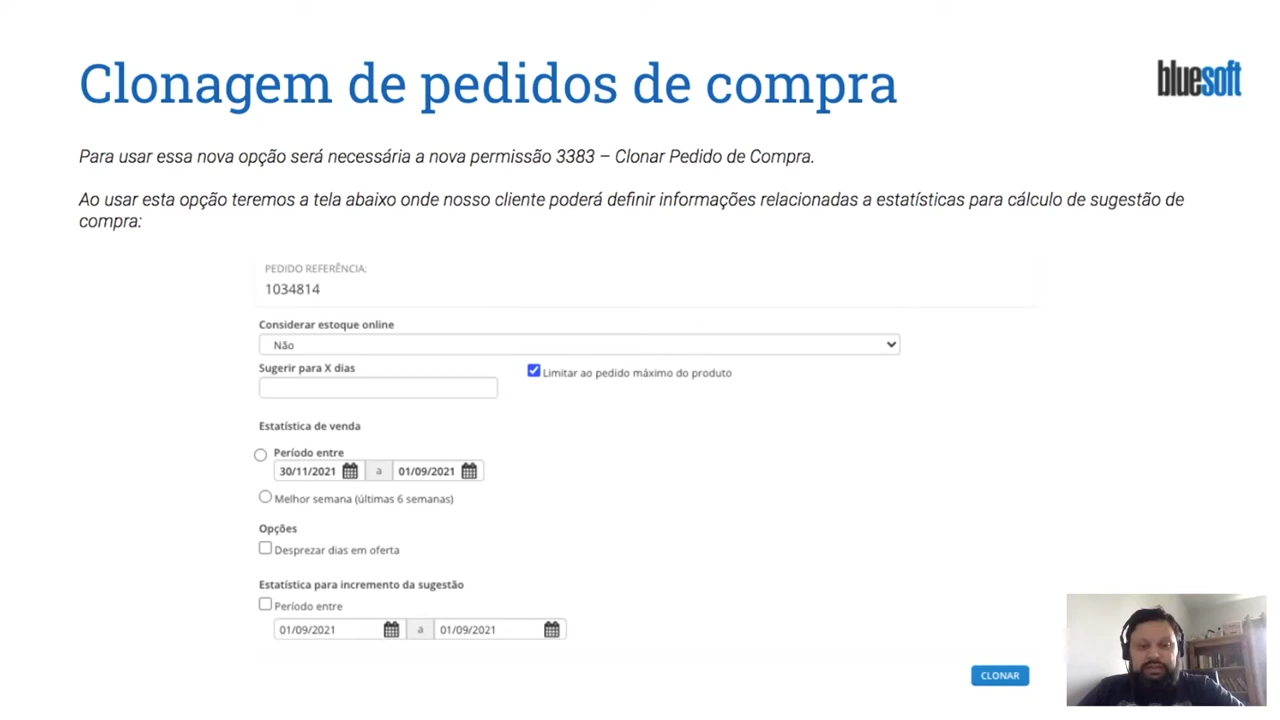 Clonagem de pedidos de compra
bluesoft
Para usar essa nova opção será necessária a nova permissão 3383 – Clonar Pedido de Compra.
Ao usar esta opção teremos a tela abaixo onde nosso cliente poderá definir informações relacionadas a estatísticas para cálculo de sugestão de
compra:
PEDIDO REFERÊNCIA:
1034814
Considerar estoque online
Não
Sugerir para X dias
Limitar ao pedido máximo do produto
Estatística de venda
Período entre
30/11/2021 a 01/09/2021
Melhor semana (últimas 6 semanas)
Opções
Desprezar dias em oferta
Estatística para incremento da sugestão
Período entre
01/09/2021 a 01/09/2021
CLONAR